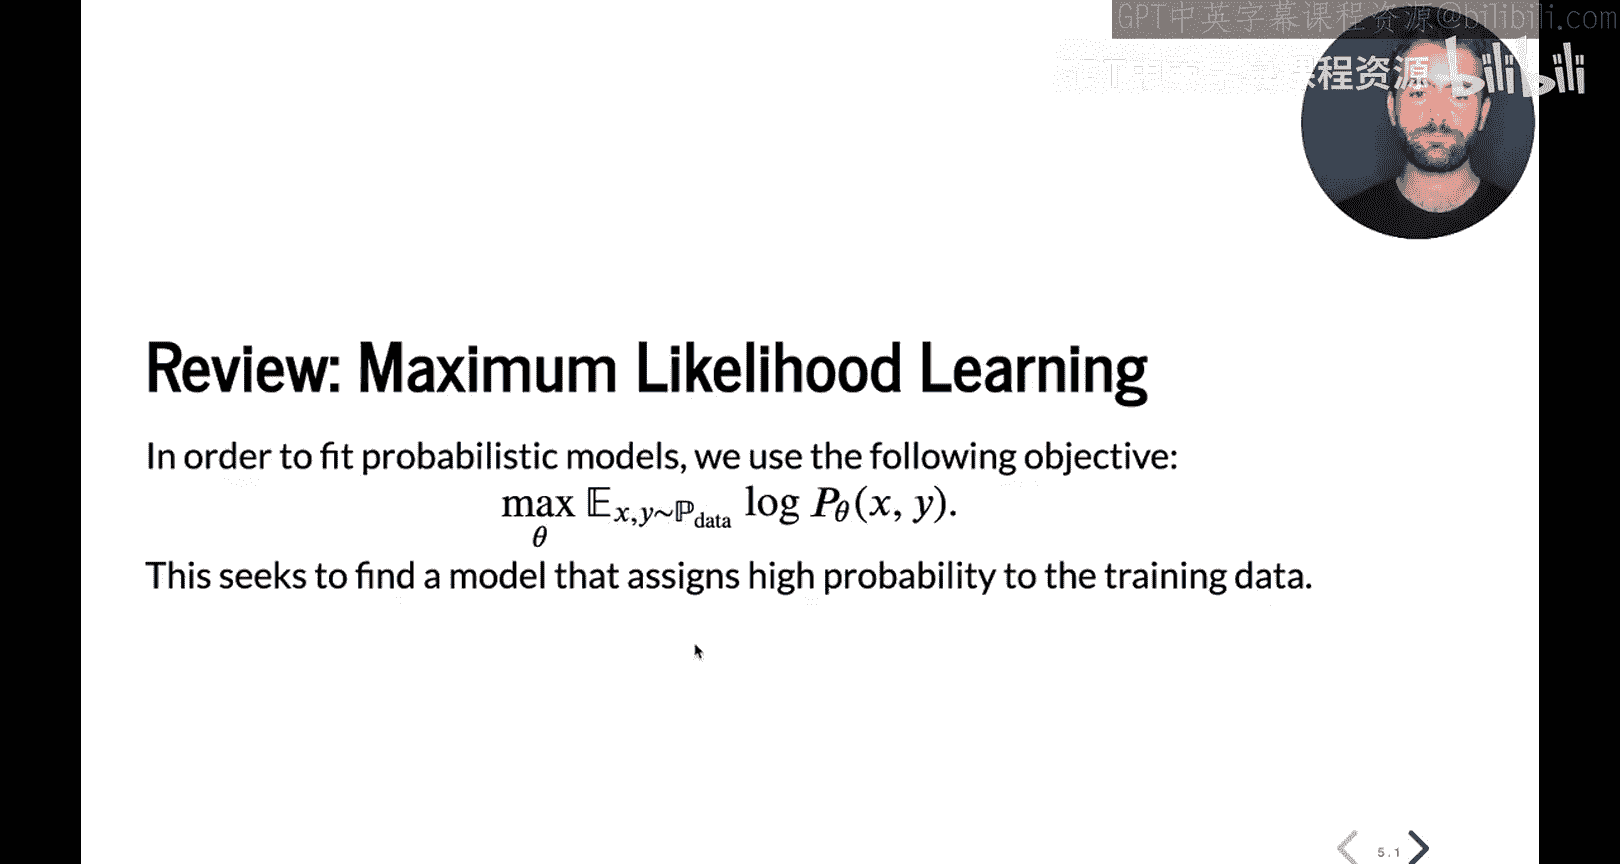 GPT中英字幕课程资源@bilibili.com
课程资源 bilibili
Review: Maximum Likelihood Learning
In order to fit probabilistic models, we use the following objective:
max 𝔼x,y∼ℙdata log Pθ(x, y).
θ
This seeks to find a model that assigns high probability to the training data.
5.1